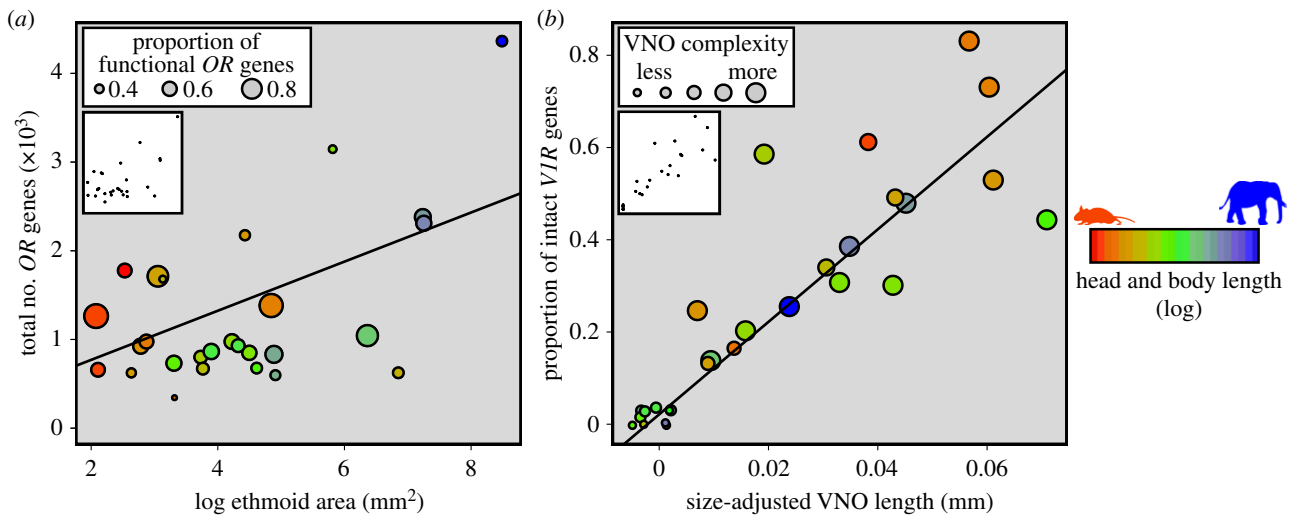 (a)
proportion of
functional OR genes
0.4 0.6 0.8
total no. OR genes (×10³)
4
3
2
1
0
2 4 6 8
log ethmoid area (mm²)
(b)
VNO complexity
less more
proportion of intact V1R genes
0.8
0.6
0.4
0.2
0
0 0.02 0.04 0.06
size-adjusted VNO length (mm)
head and body length
(log)